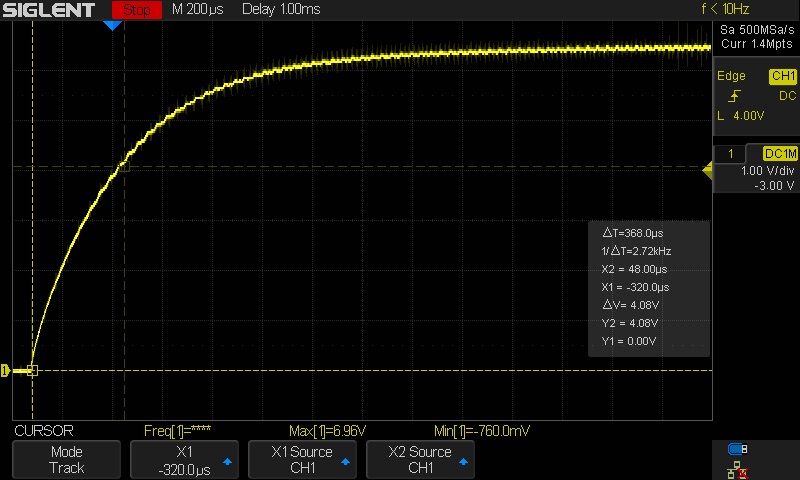 SIGLENT Stop M 200µs Delay 1.00ms f < 10Hz
Sa 500MSa/s
Curr 1.4Mpts
Edge CH1
DC
L 4.00V
1 DC1M
1.00 V/div
-3.00 V
△T=368.0µs
1/△T=2.72kHz
X2 = 48.00µs
X1 = -320.0µs
△V= 4.08V
Y2 = 4.08V
Y1 = 0.00V
1
CURSOR Freq[1]=**** Max[1]=6.96V Min[1]=-760.0mV
Mode
Track
X1
-320.0µs
X1 Source
CH1
X2 Source
CH1